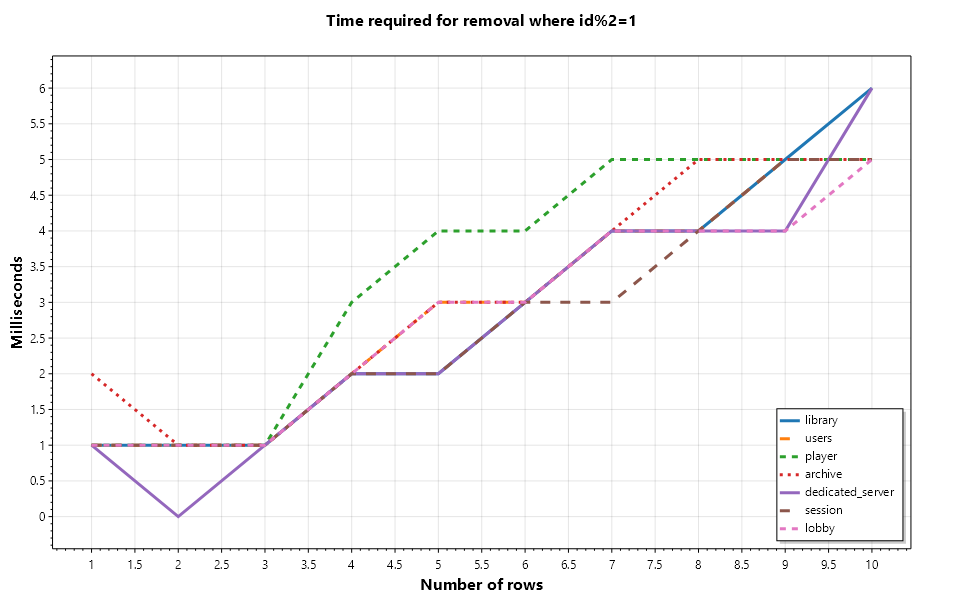 Time required for removal where id%2=1
Milliseconds
6
5.5
5
4.5
4
3.5
3
2.5
2
1.5
1
0.5
0
library
users
player
archive
dedicated_server
session
lobby
1 1.5 2 2.5 3 3.5 4 4.5 5 5.5 6 6.5 7 7.5 8 8.5 9 9.5 10
Number of rows